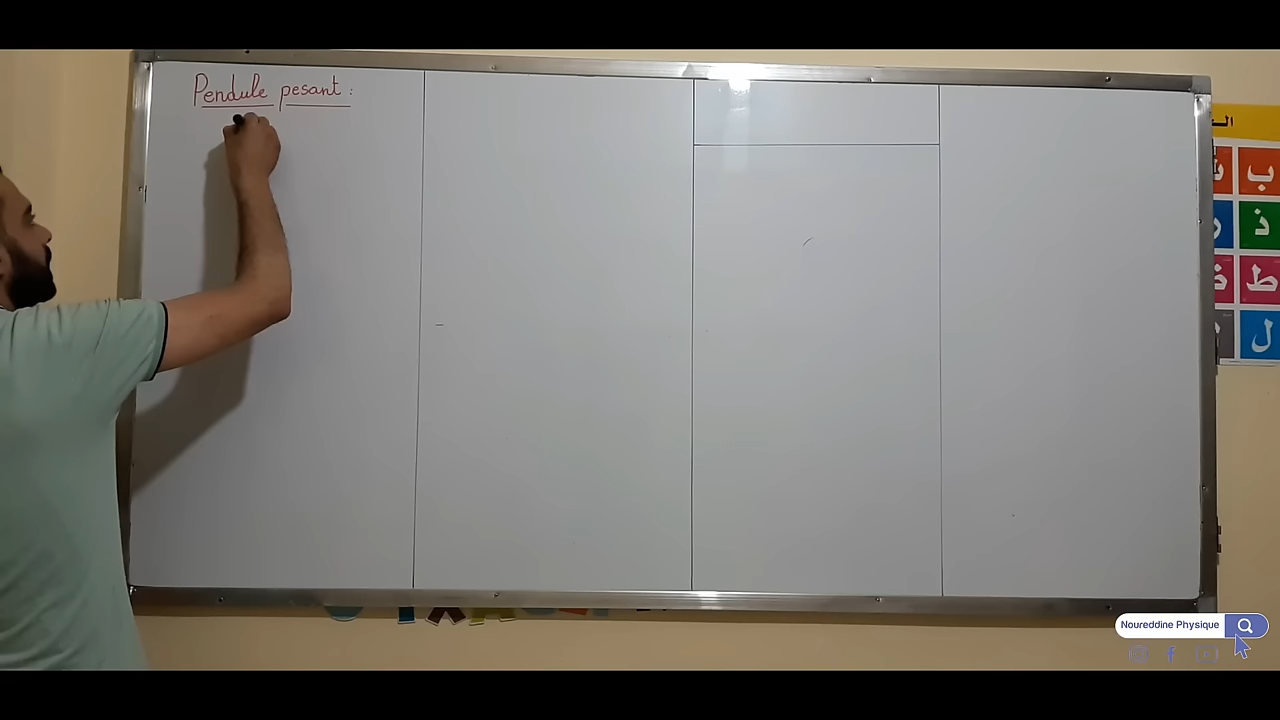 Pendule pesant :
ب
ذ
ط
ل
Noureddine Physique